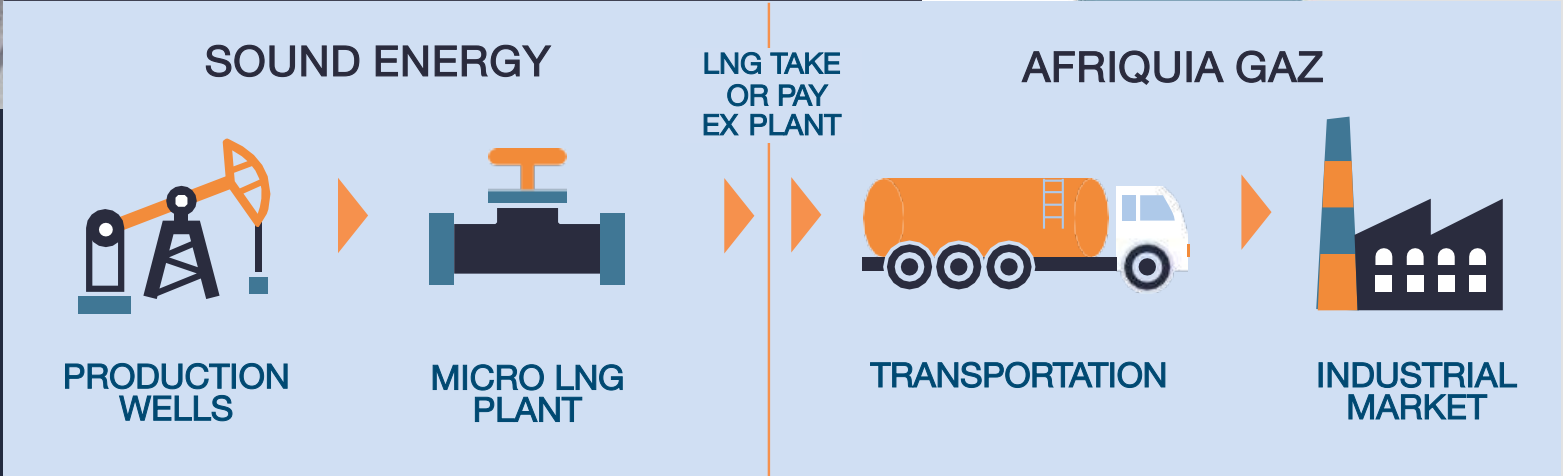 SOUND ENERGY
LNG TAKE
OR PAY
EX PLANT
AFRIQUIA GAZ
PRODUCTION
WELLS
MICRO LNG
PLANT
TRANSPORTATION
INDUSTRIAL
MARKET